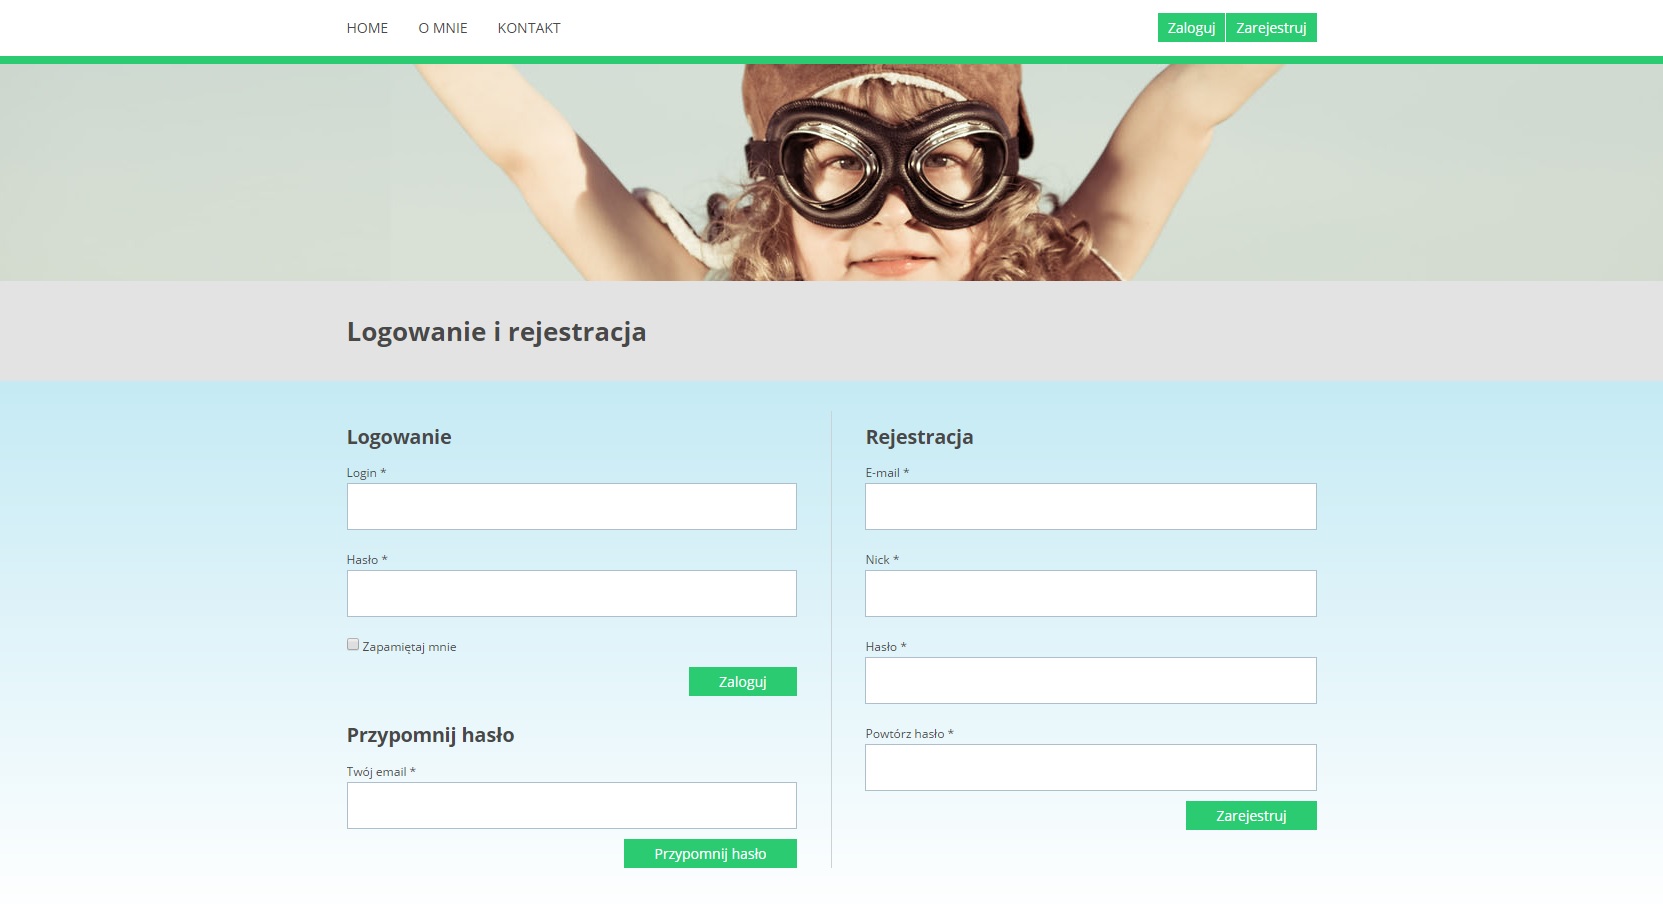 HOME O MNIE KONTAKT Zaloguj Zarejestruj
Logowanie i rejestracja
Logowanie
Login *
Hasło *
Zapamiętaj mnie
Zaloguj
Przypomnij hasło
Twój email *
Przypomnij hasło
Rejestracja
E-mail *
Nick *
Hasło *
Powtórz hasło *
Zarejestruj